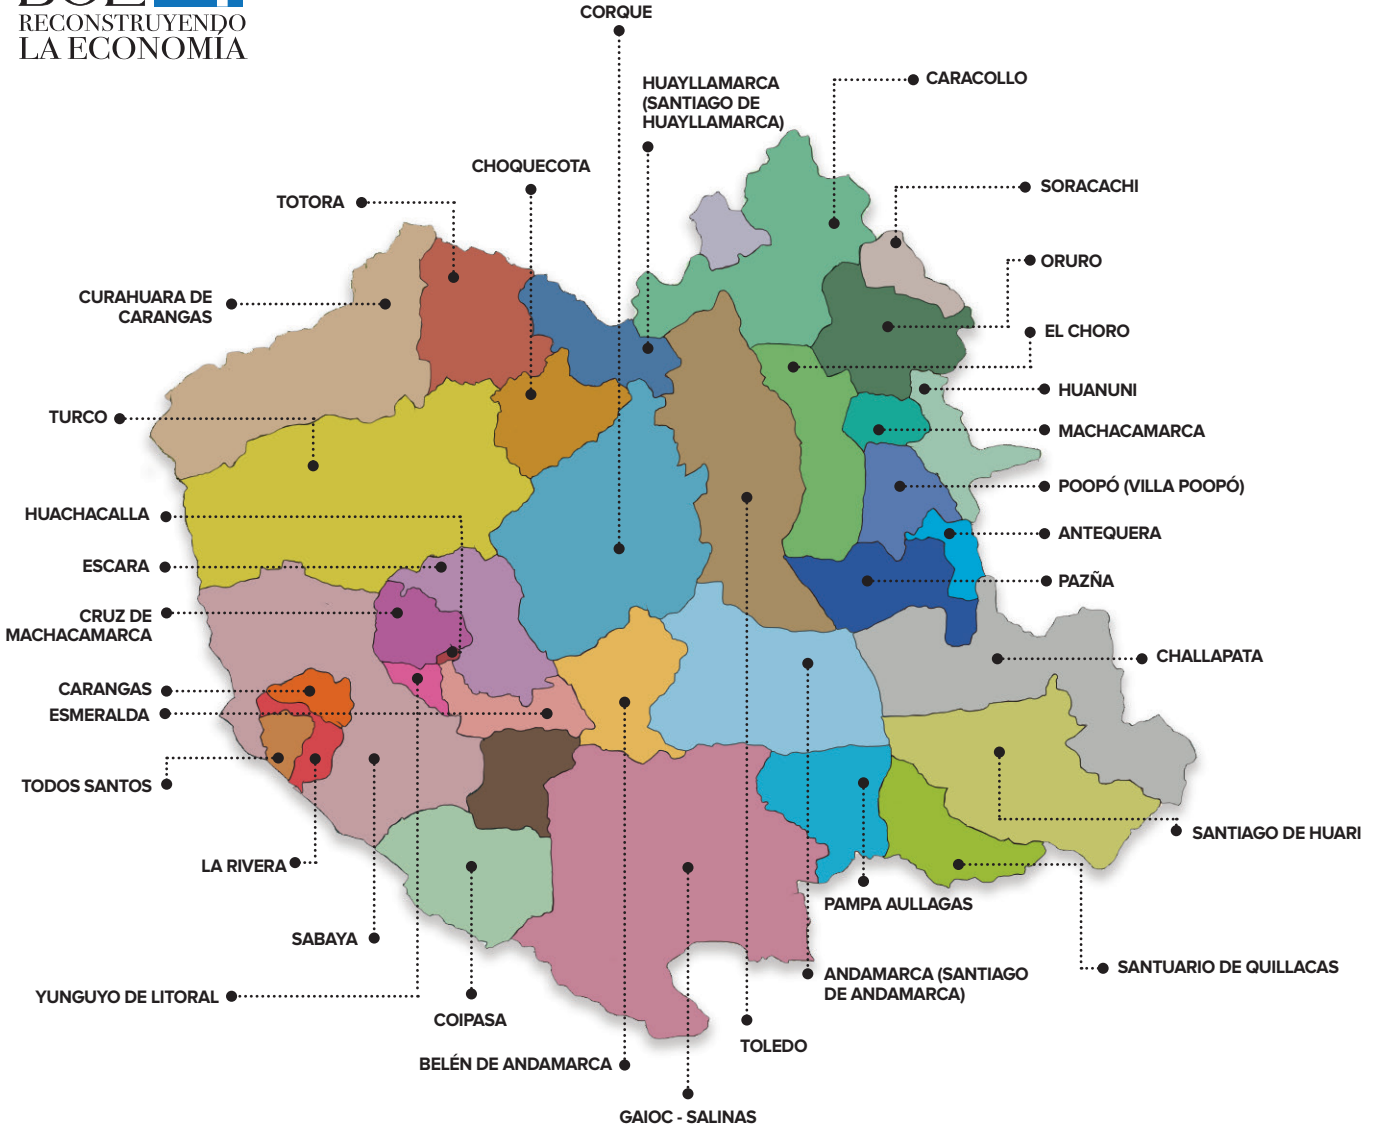 RECONSTRUYENDO
LA ECONOMÍA
CORQUE
HUAYLLAMARCA
(SANTIAGO DE
HUAYLLAMARCA)
CARACOLLO
CHOQUECOTA
SORACACHI
TOTORA
ORURO
CURAHUARA DE
CARANGAS
EL CHORO
HUANUNI
TURCO
MACHACAMARCA
POOPÓ (VILLA POOPÓ)
HUACHACALLA
ANTEQUERA
ESCARA
PAZÑA
CRUZ DE
MACHACAMARCA
CHALLAPATA
CARANGAS
ESMERALDA
TODOS SANTOS
SANTIAGO DE HUARI
LA RIVERA
PAMPA AULLAGAS
SABAYA
SANTUARIO DE QUILLACAS
ANDAMARCA (SANTIAGO
DE ANDAMARCA)
YUNGUYO DE LITORAL
COIPASA
TOLEDO
BELÉN DE ANDAMARCA
GAIOC - SALINAS